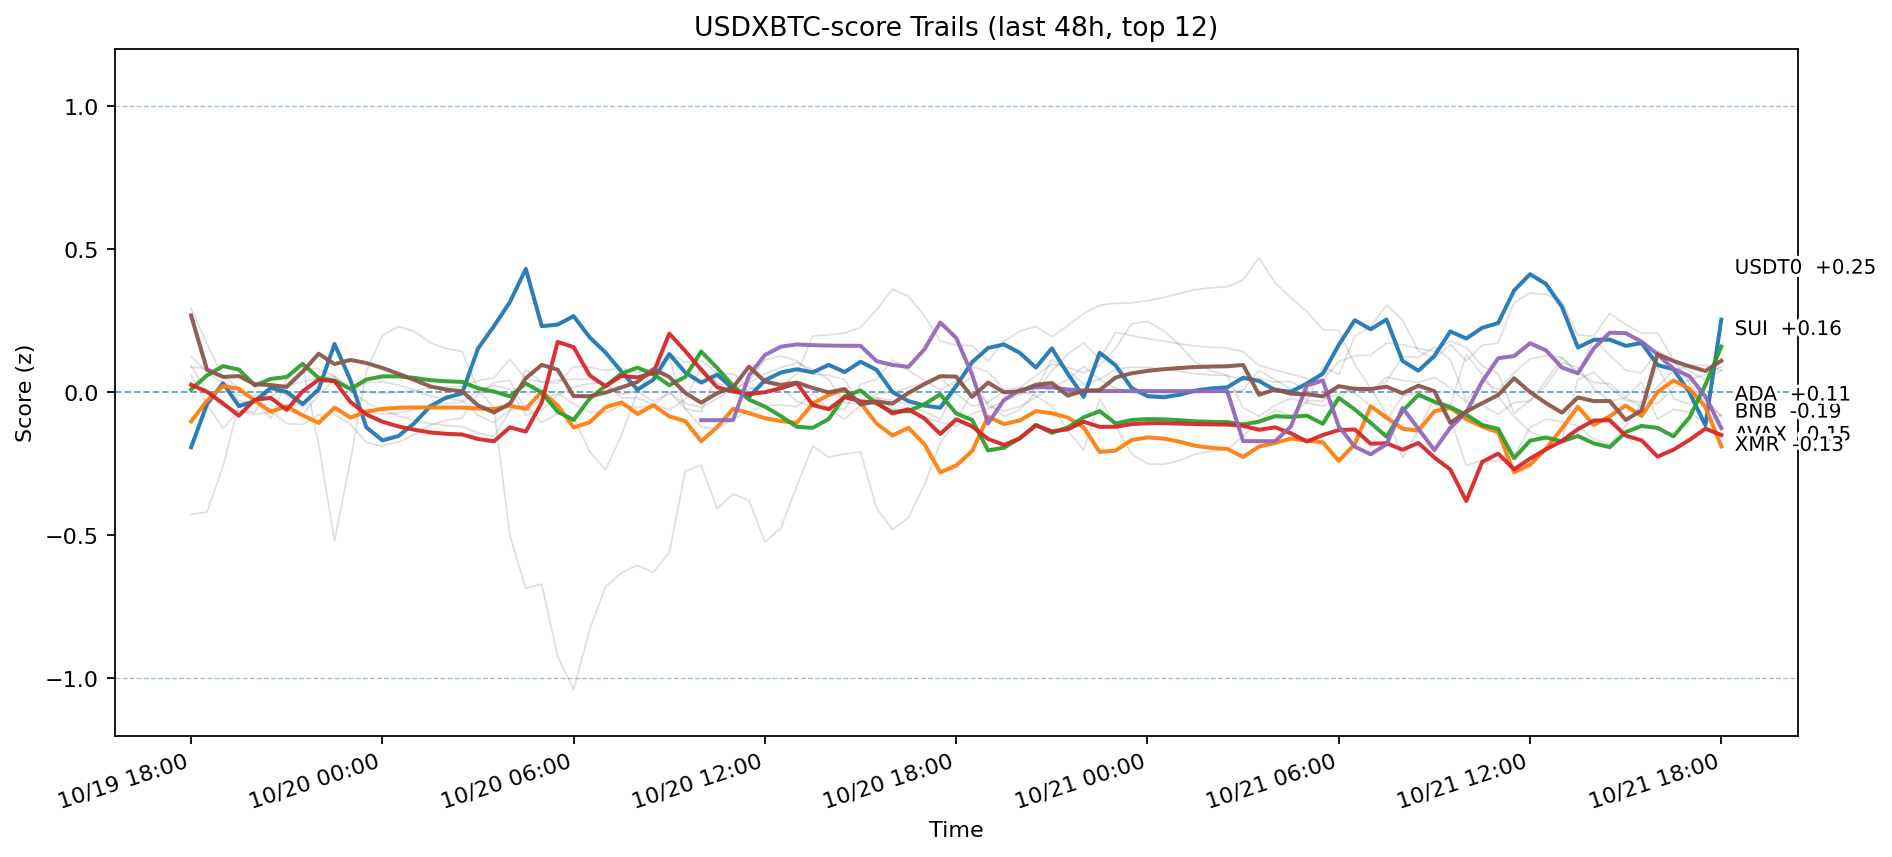 USDXBTC-score Trails (last 48h, top 12)
Score (z)
1.0
0.5
0.0
−0.5
−1.0
USDT0 +0.25
SUI +0.16
ADA +0.11
BNB -0.19
AVAX -0.15
XMR -0.13
10/19 18:00
10/20 00:00
10/20 06:00
10/20 12:00
10/20 18:00
10/21 00:00
10/21 06:00
10/21 12:00
10/21 18:00
Time